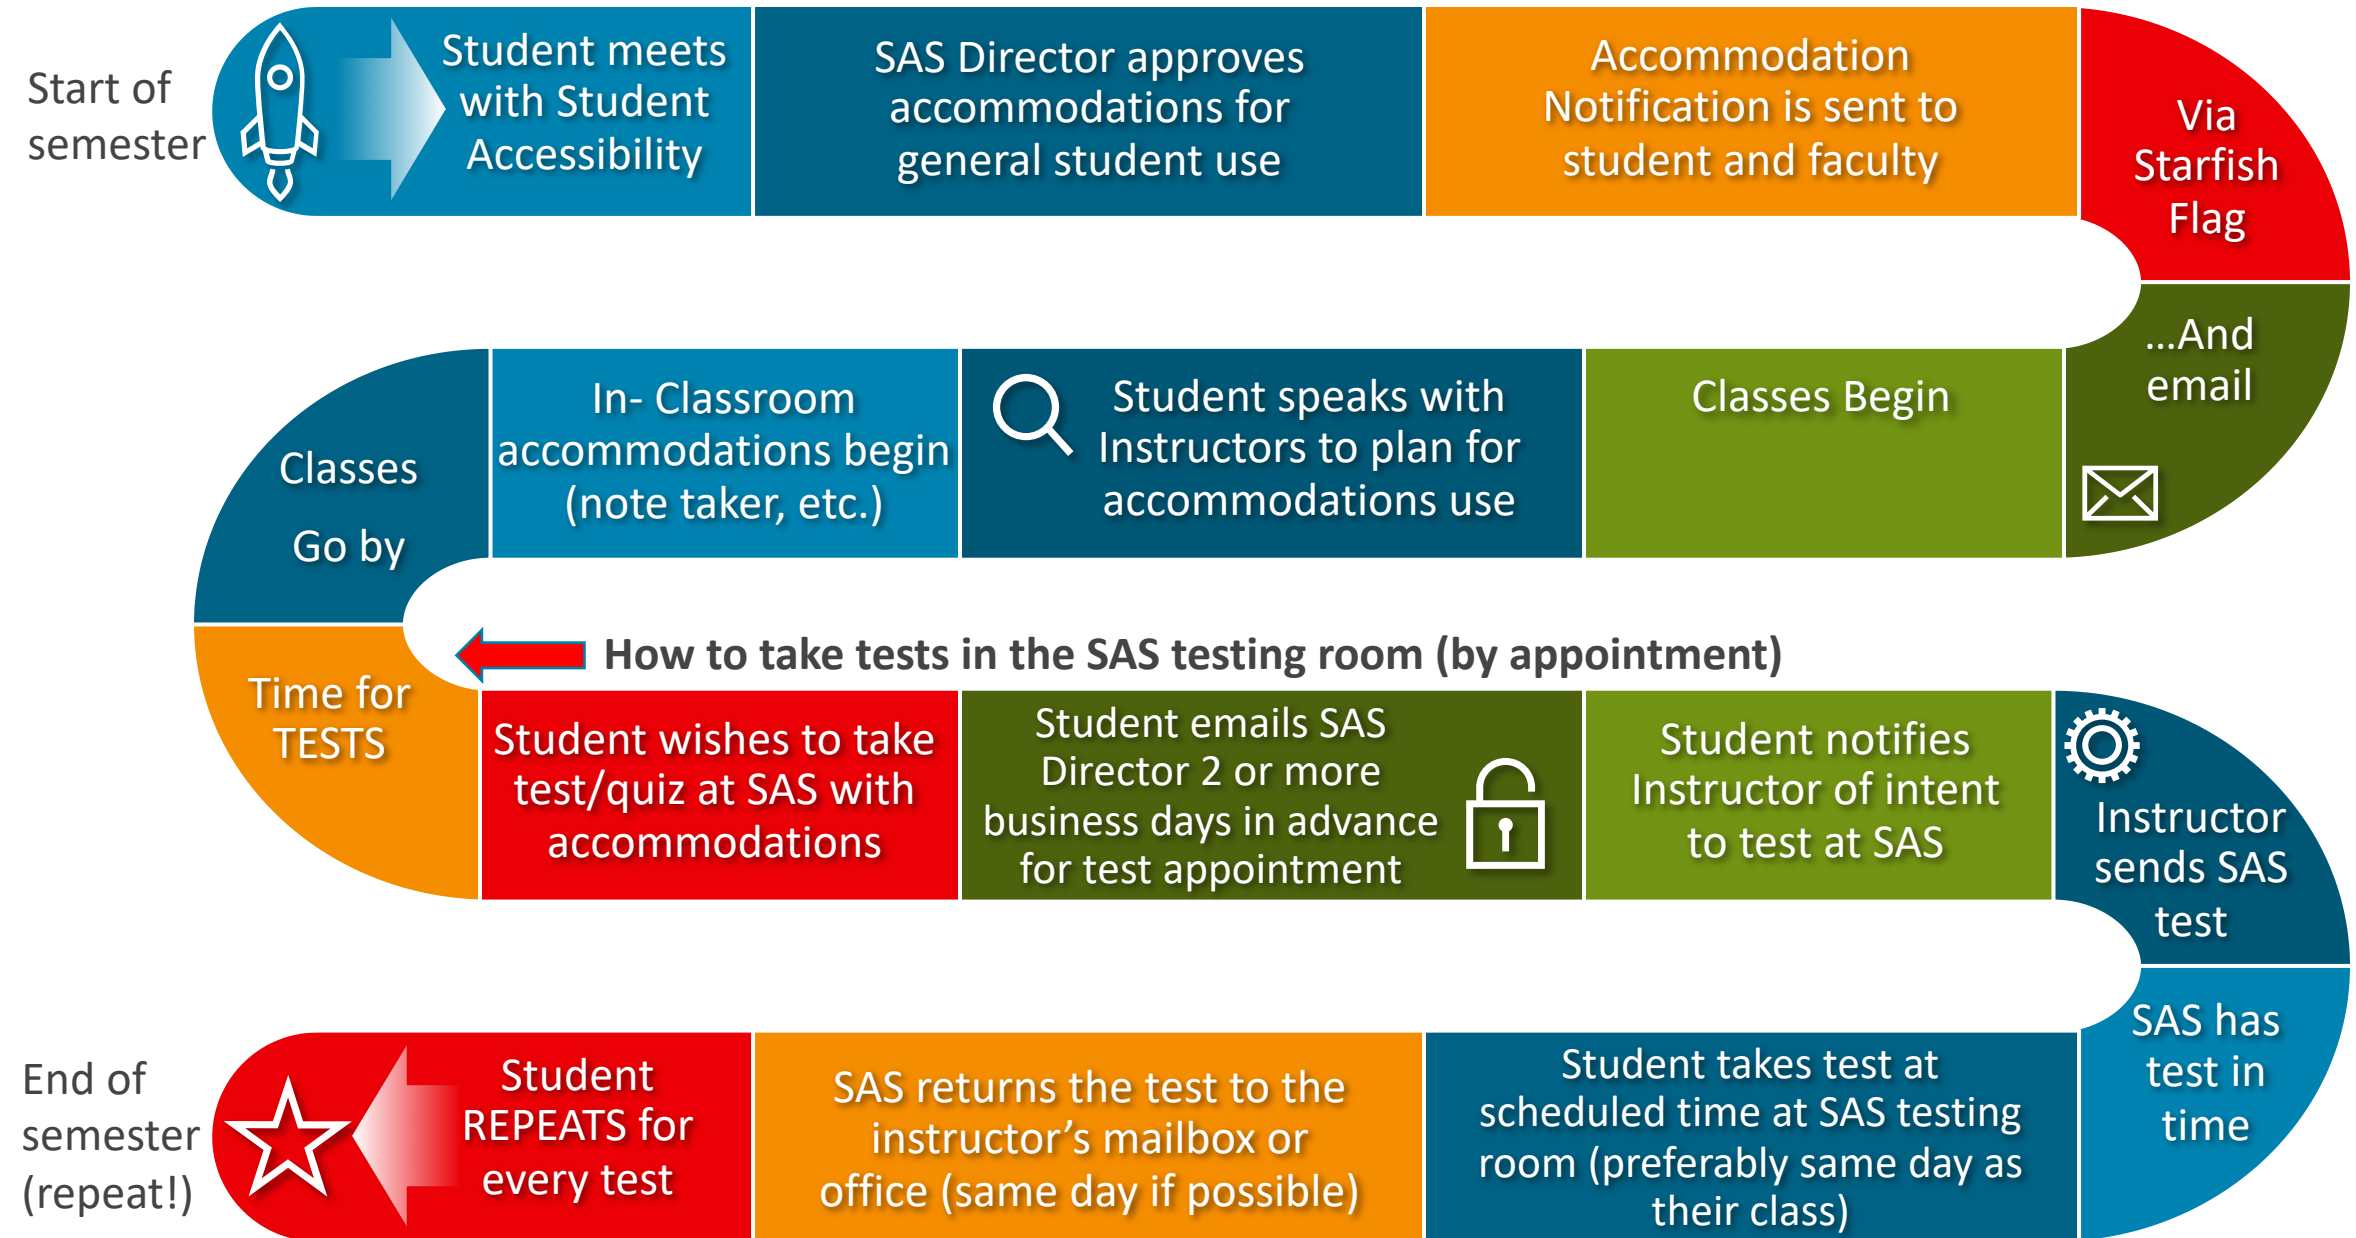 Start of
semester
Student meets
with Student
Accessibility
SAS Director approves
accommodations for
general student use
Accommodation
Notification is sent to
student and faculty
Via
Starfish
Flag
...And
email
Classes Begin
Student speaks with
Instructors to plan for
accommodations use
In- Classroom
accommodations begin
(note taker, etc.)
Classes
Go by
How to take tests in the SAS testing room (by appointment)
Time for
TESTS
Student wishes to take
test/quiz at SAS with
accommodations
Student emails SAS
Director 2 or more
business days in advance
for test appointment
Student notifies
Instructor of intent
to test at SAS
Instructor
sends SAS
test
SAS has
test in
time
Student takes test at
scheduled time at SAS testing
room (preferably same day as
their class)
SAS returns the test to the
instructor’s mailbox or
office (same day if possible)
Student
REPEATS for
every test
End of
semester
(repeat!)